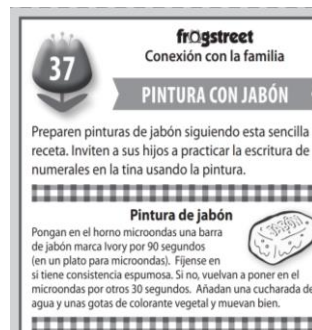 37
frogstreet
Conexión con la familia
PINTURA CON JABÓN
Preparen pinturas de jabón siguiendo esta sencilla
receta. Inviten a sus hijos a practicar la escritura de
numerales en la tina usando la pintura.
Pintura de jabón
Pongan en el horno microondas una barra
de jabón marca Ivory por 90 segundos
(en un plato para microondas). Fíjense en
si tiene consistencia espumosa. Si no, vuelvan a poner en el
microondas por otros 30 segundos. Añadan una cucharada de
agua y unas gotas de colorante vegetal y muevan bien.
JABÓN